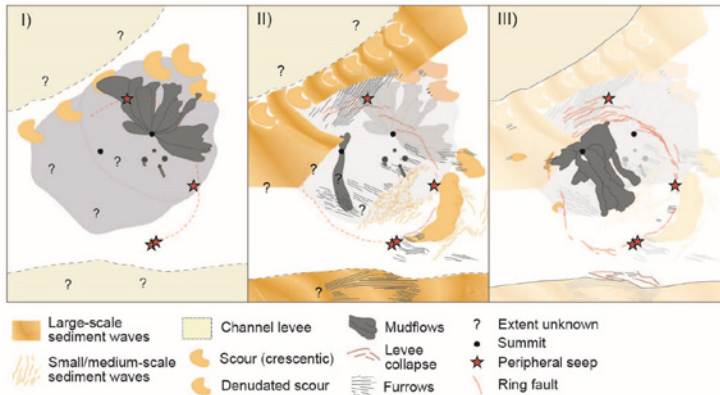 I)
?
?
?
?
?
?
?
?
II)
?
?
?
?
?
?
III)
Large-scale
sediment waves
Small/medium-scale
sediment waves
Channel levee
Scour (crescentic)
Denudated scour
Mudflows
Levee
collapse
Furrows
? Extent unknown
Summit
Peripheral seep
Ring fault